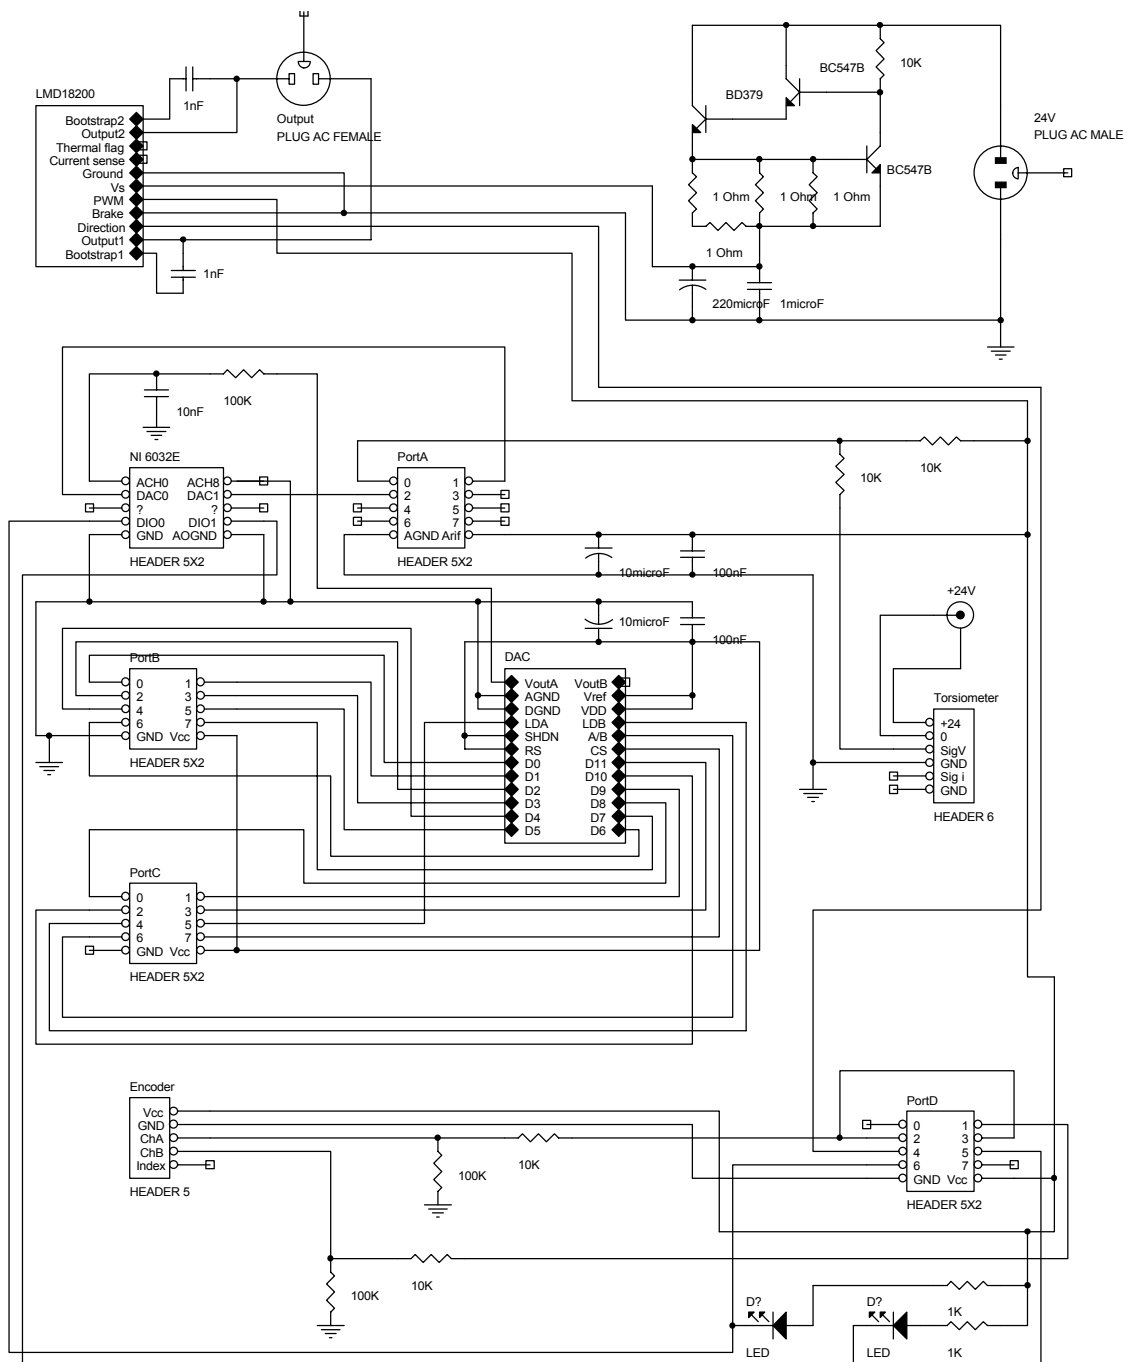 LMD18200
Bootstrap2
Output2
Thermal flag
Current sense
Ground
Vs
PWM
Brake
Direction
Output1
Bootstrap1
1nF
1nF
Output
PLUG AC FEMALE
BD379
BC547B
10K
BC547B
1 Ohm
1 Ohm
1 Ohm
1 Ohm
220microF
1microF
24V
PLUG AC MALE
10nF
100K
NI 6032E
ACH0 ACH8
DAC0 DAC1
? ?
DIO0 DIO1
GND AOGND
HEADER 5X2
PortA
0 1
2 3
4 5
6 7
AGND Arif
HEADER 5X2
10K
10K
10microF
100nF
10microF
100nF
+24V
PortB
0 1
2 3
4 5
6 7
GND Vcc
HEADER 5X2
DAC
VoutA VoutB
AGND Vref
DGND VDD
LDA LDB
SHDN A/B
RS CS
D0 D11
D1 D10
D2 D9
D3 D8
D4 D7
D5 D6
Torsiometer
+24
0
SigV
GND
Sig i
GND
HEADER 6
PortC
0 1
2 3
4 5
6 7
GND Vcc
HEADER 5X2
Encoder
Vcc
GND
ChA
ChB
Index
HEADER 5
100K
10K
PortD
0 1
2 3
4 5
6 7
GND Vcc
HEADER 5X2
100K
10K
D?
LED
D?
LED
1K
1K